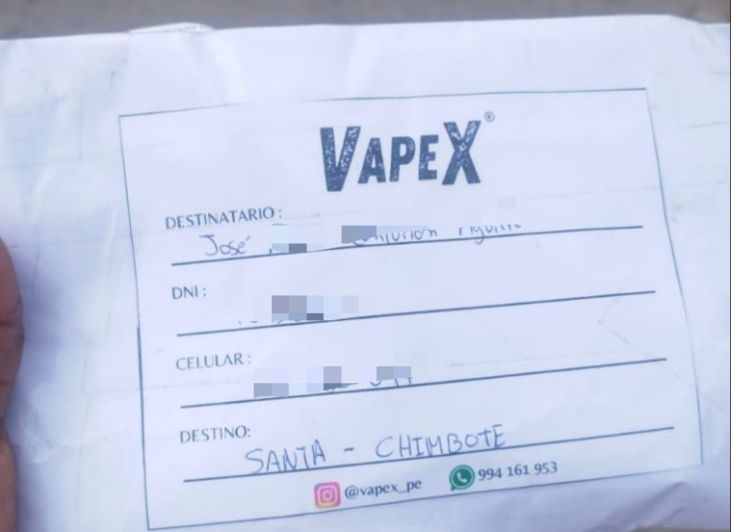 VAPEX®
DESTINATARIO:
José
DNI:
CELULAR:
DESTINO:
SANTA - CHIMBOTE
@vapex_pe 994 161 953